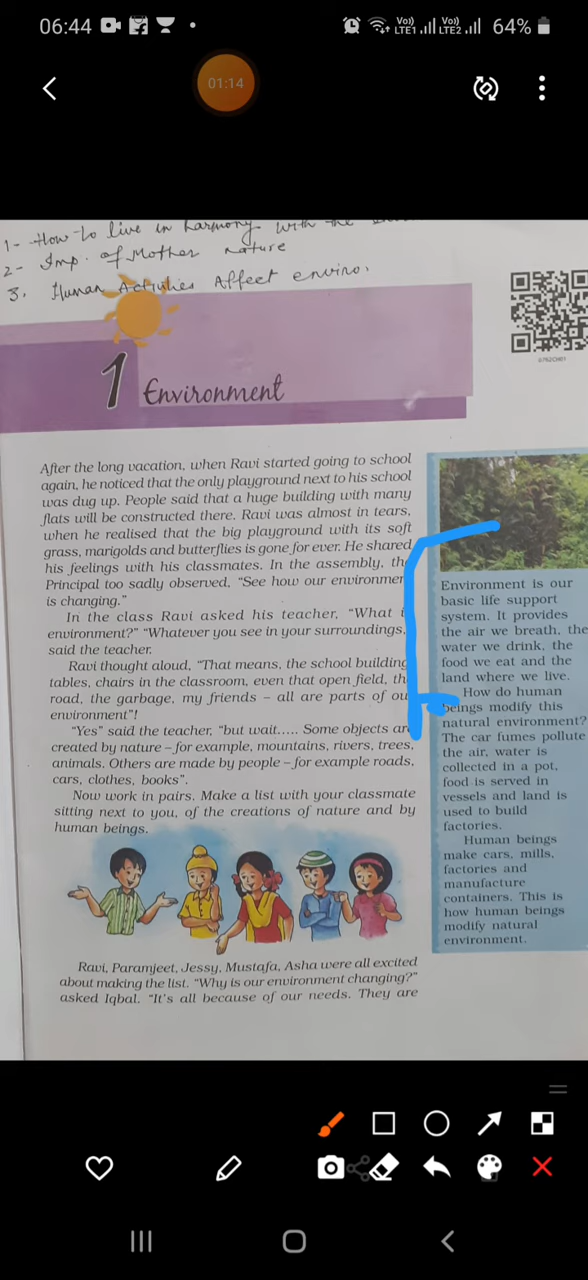 06:44
Vo) LTE1 Vo) LTE2 64%
01:14
1- How to live in harmony with the
2- Imp. of Mother nature
3. Human Activities Affect enviro.
0762CH01
1 Environment
After the long vacation, when Ravi started going to school
again, he noticed that the only playground next to his school
was dug up. People said that a huge building with many
flats will be constructed there. Ravi was almost in tears,
when he realised that the big playground with its soft
grass, marigolds and butterflies is gone for ever. He shared
his feelings with his classmates. In the assembly, the
Principal too sadly observed, “See how our environmen
is changing.”
In the class Ravi asked his teacher, “What i
environment?” “Whatever you see in your surroundings,
said the teacher.
Ravi thought aloud, “That means, the school building
tables, chairs in the classroom, even that open field, th
road, the garbage, my friends – all are parts of ou
environment”!
“Yes” said the teacher, “but wait..... Some objects are
created by nature – for example, mountains, rivers, trees,
animals. Others are made by people – for example roads,
cars, clothes, books”.
Now work in pairs. Make a list with your classmate
sitting next to you, of the creations of nature and by
human beings.
Ravi, Paramjeet, Jessy, Mustafa, Asha were all excited
about making the list. “Why is our environment changing?”
asked Iqbal. “It’s all because of our needs. They are
Environment is our
basic life support
system. It provides
the air we breath, the
water we drink, the
food we eat and the
land where we live.
How do human
beings modify this
natural environment?
The car fumes pollute
the air, water is
collected in a pot,
food is served in
vessels and land is
used to build
factories.
Human beings
make cars, mills,
factories and
manufacture
containers. This is
how human beings
modify natural
environment.